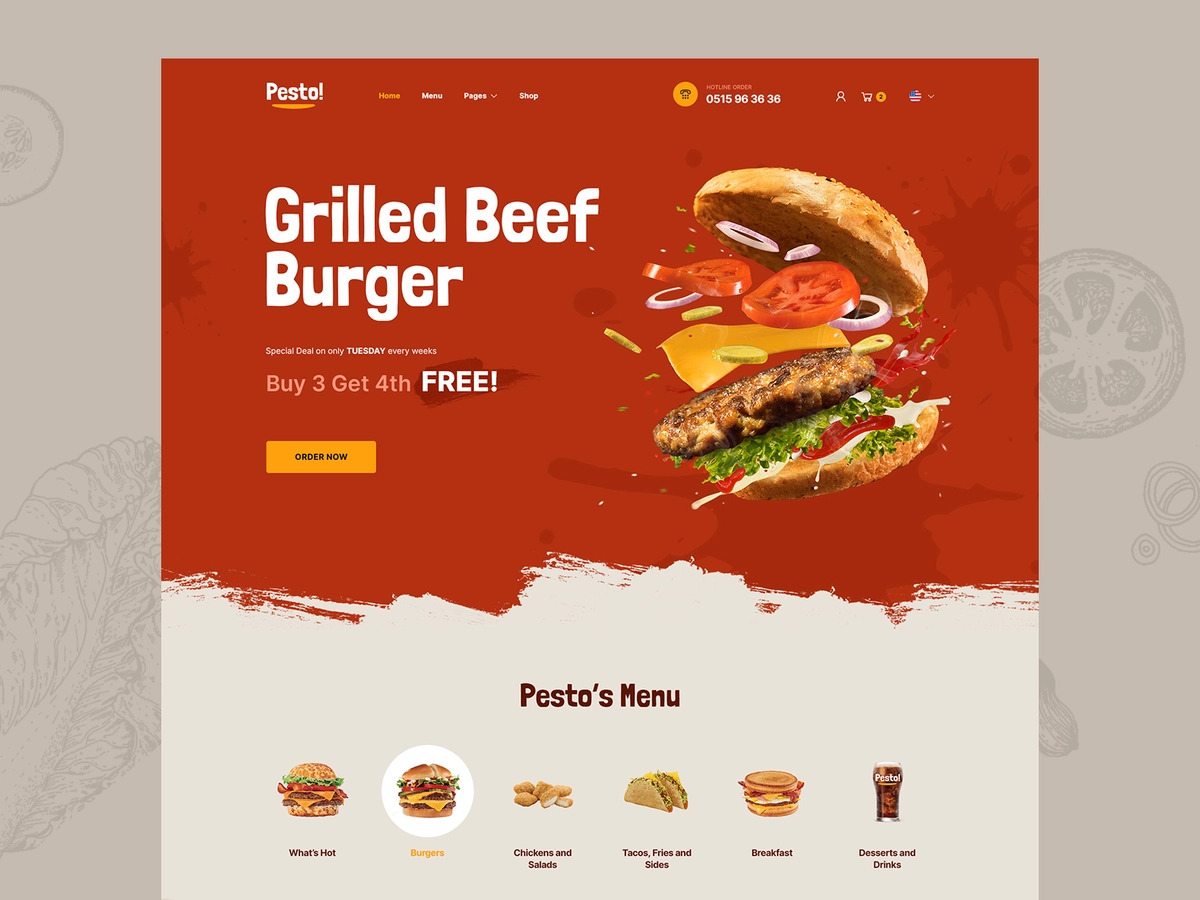 Pesto!
Home Menu Pages Shop
HOTLINE ORDER
0515 96 36 36
2
Grilled Beef
Burger
Special Deal on only TUESDAY every weeks
Buy 3 Get 4th FREE!
ORDER NOW
Pesto's Menu
Pesto!
What's Hot
Burgers
Chickens and
Salads
Tacos, Fries and
Sides
Breakfast
Desserts and
Drinks